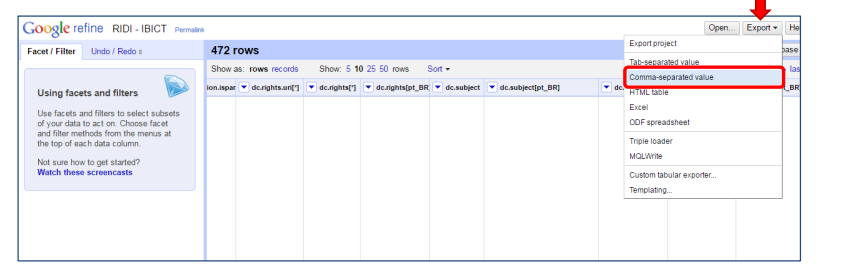 Google refine RIDI - IBICT Permalink
Open... Export He
Facet / Filter Undo / Redo 8
472 rows
Show as: rows records Show: 5 10 25 50 rows Sort
ion.ispar dc.rights.uri[*] dc.rights[*] dc.rights[pt_BR dc.subject dc.subject[pt_BR]
Using facets and filters
Use facets and filters to select subsets
of your data to act on. Choose facet
and filter methods from the menus at
the top of each data column.
Not sure how to get started?
Watch these screencasts
Export project
Tab-separated value
Comma-separated value
HTML table
Excel
ODF spreadsheet
Triple loader
MQLWrite
Custom tabular exporter...
Templating...
base
las
t_BR]